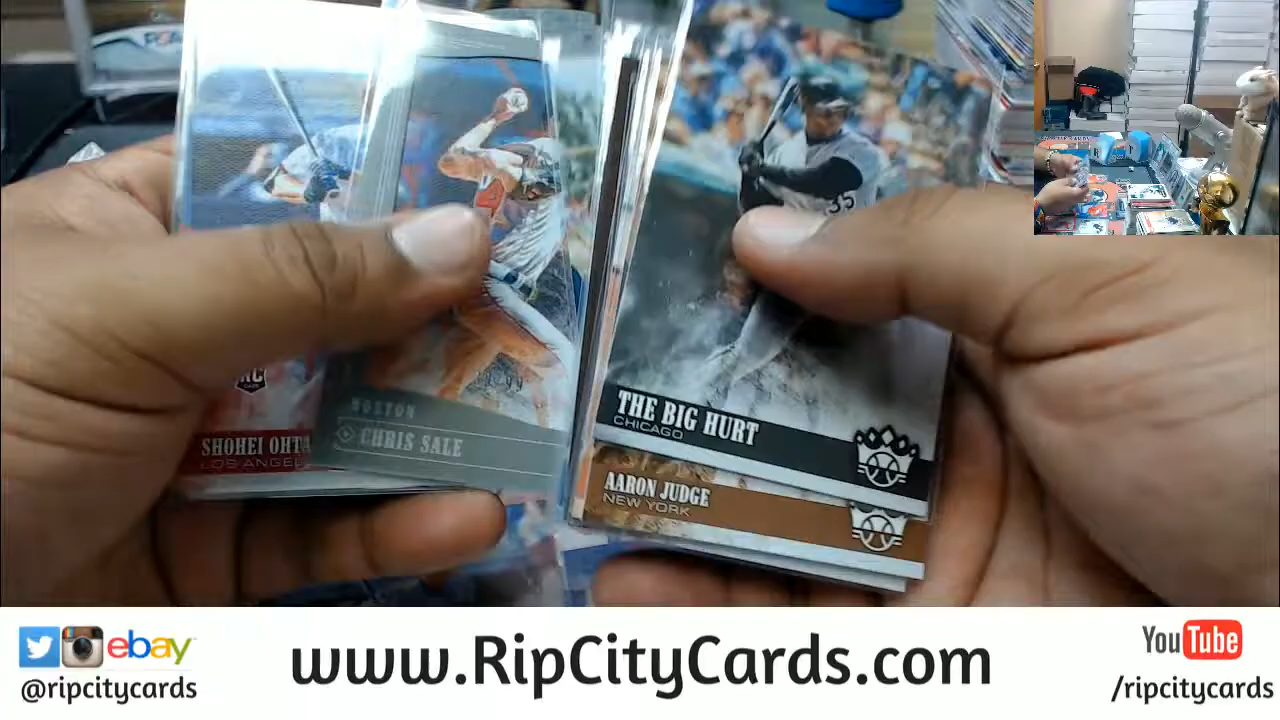 35
THE BIG HURT
CHICAGO
AARON JUDGE
NEW YORK
RC
SHOHEI OHTA
LOS ANGEL
BOSTON
CHRIS SALE
ebay
@ripcitycards
www.RipCityCards.com
YouTube
/ripcitycards